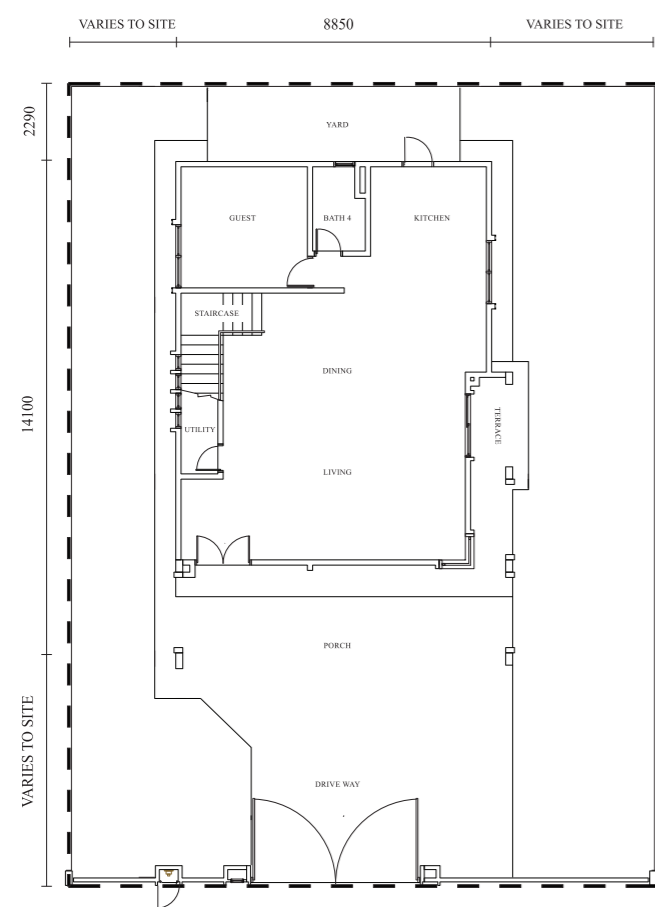 VARIES TO SITE
8850
VARIES TO SITE
2290
YARD
GUEST
BATH 4
KITCHEN
STAIRCASE
DINING
14100
TERRACE
UTILITY
LIVING
PORCH
VARIES TO SITE
DRIVE WAY